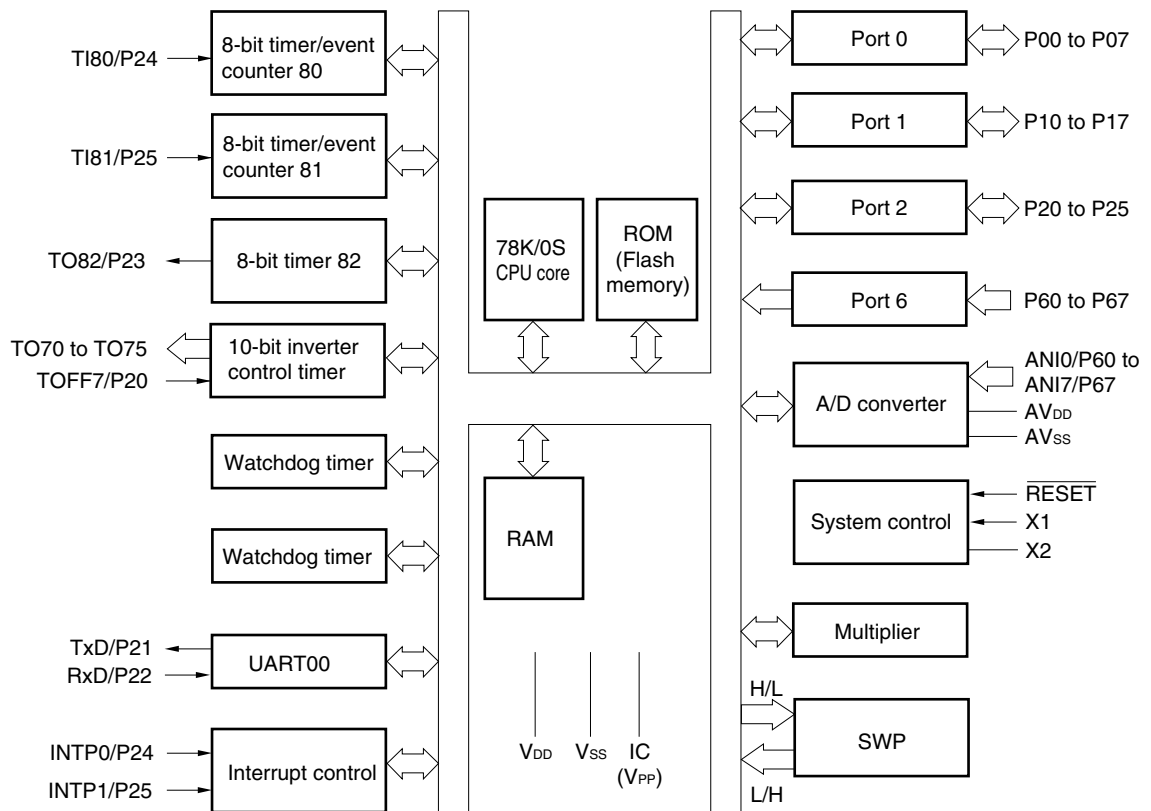 TI80/P24
8-bit timer/event
counter 80
TI81/P25
8-bit timer/event
counter 81
TO82/P23
8-bit timer 82
TO70 to TO75
TOFF7/P20
10-bit inverter
control timer
Watchdog timer
Watchdog timer
TxD/P21
RxD/P22
UART00
INTP0/P24
INTP1/P25
Interrupt control
78K/0S
CPU core
ROM
(Flash
memory)
RAM
VDD
VSS
IC
(VPP)
Port 0
P00 to P07
Port 1
P10 to P17
Port 2
P20 to P25
Port 6
P60 to P67
A/D converter
ANI0/P60 to
ANI7/P67
AVDD
AVSS
System control
RESET
X1
X2
Multiplier
H/L
SWP
L/H